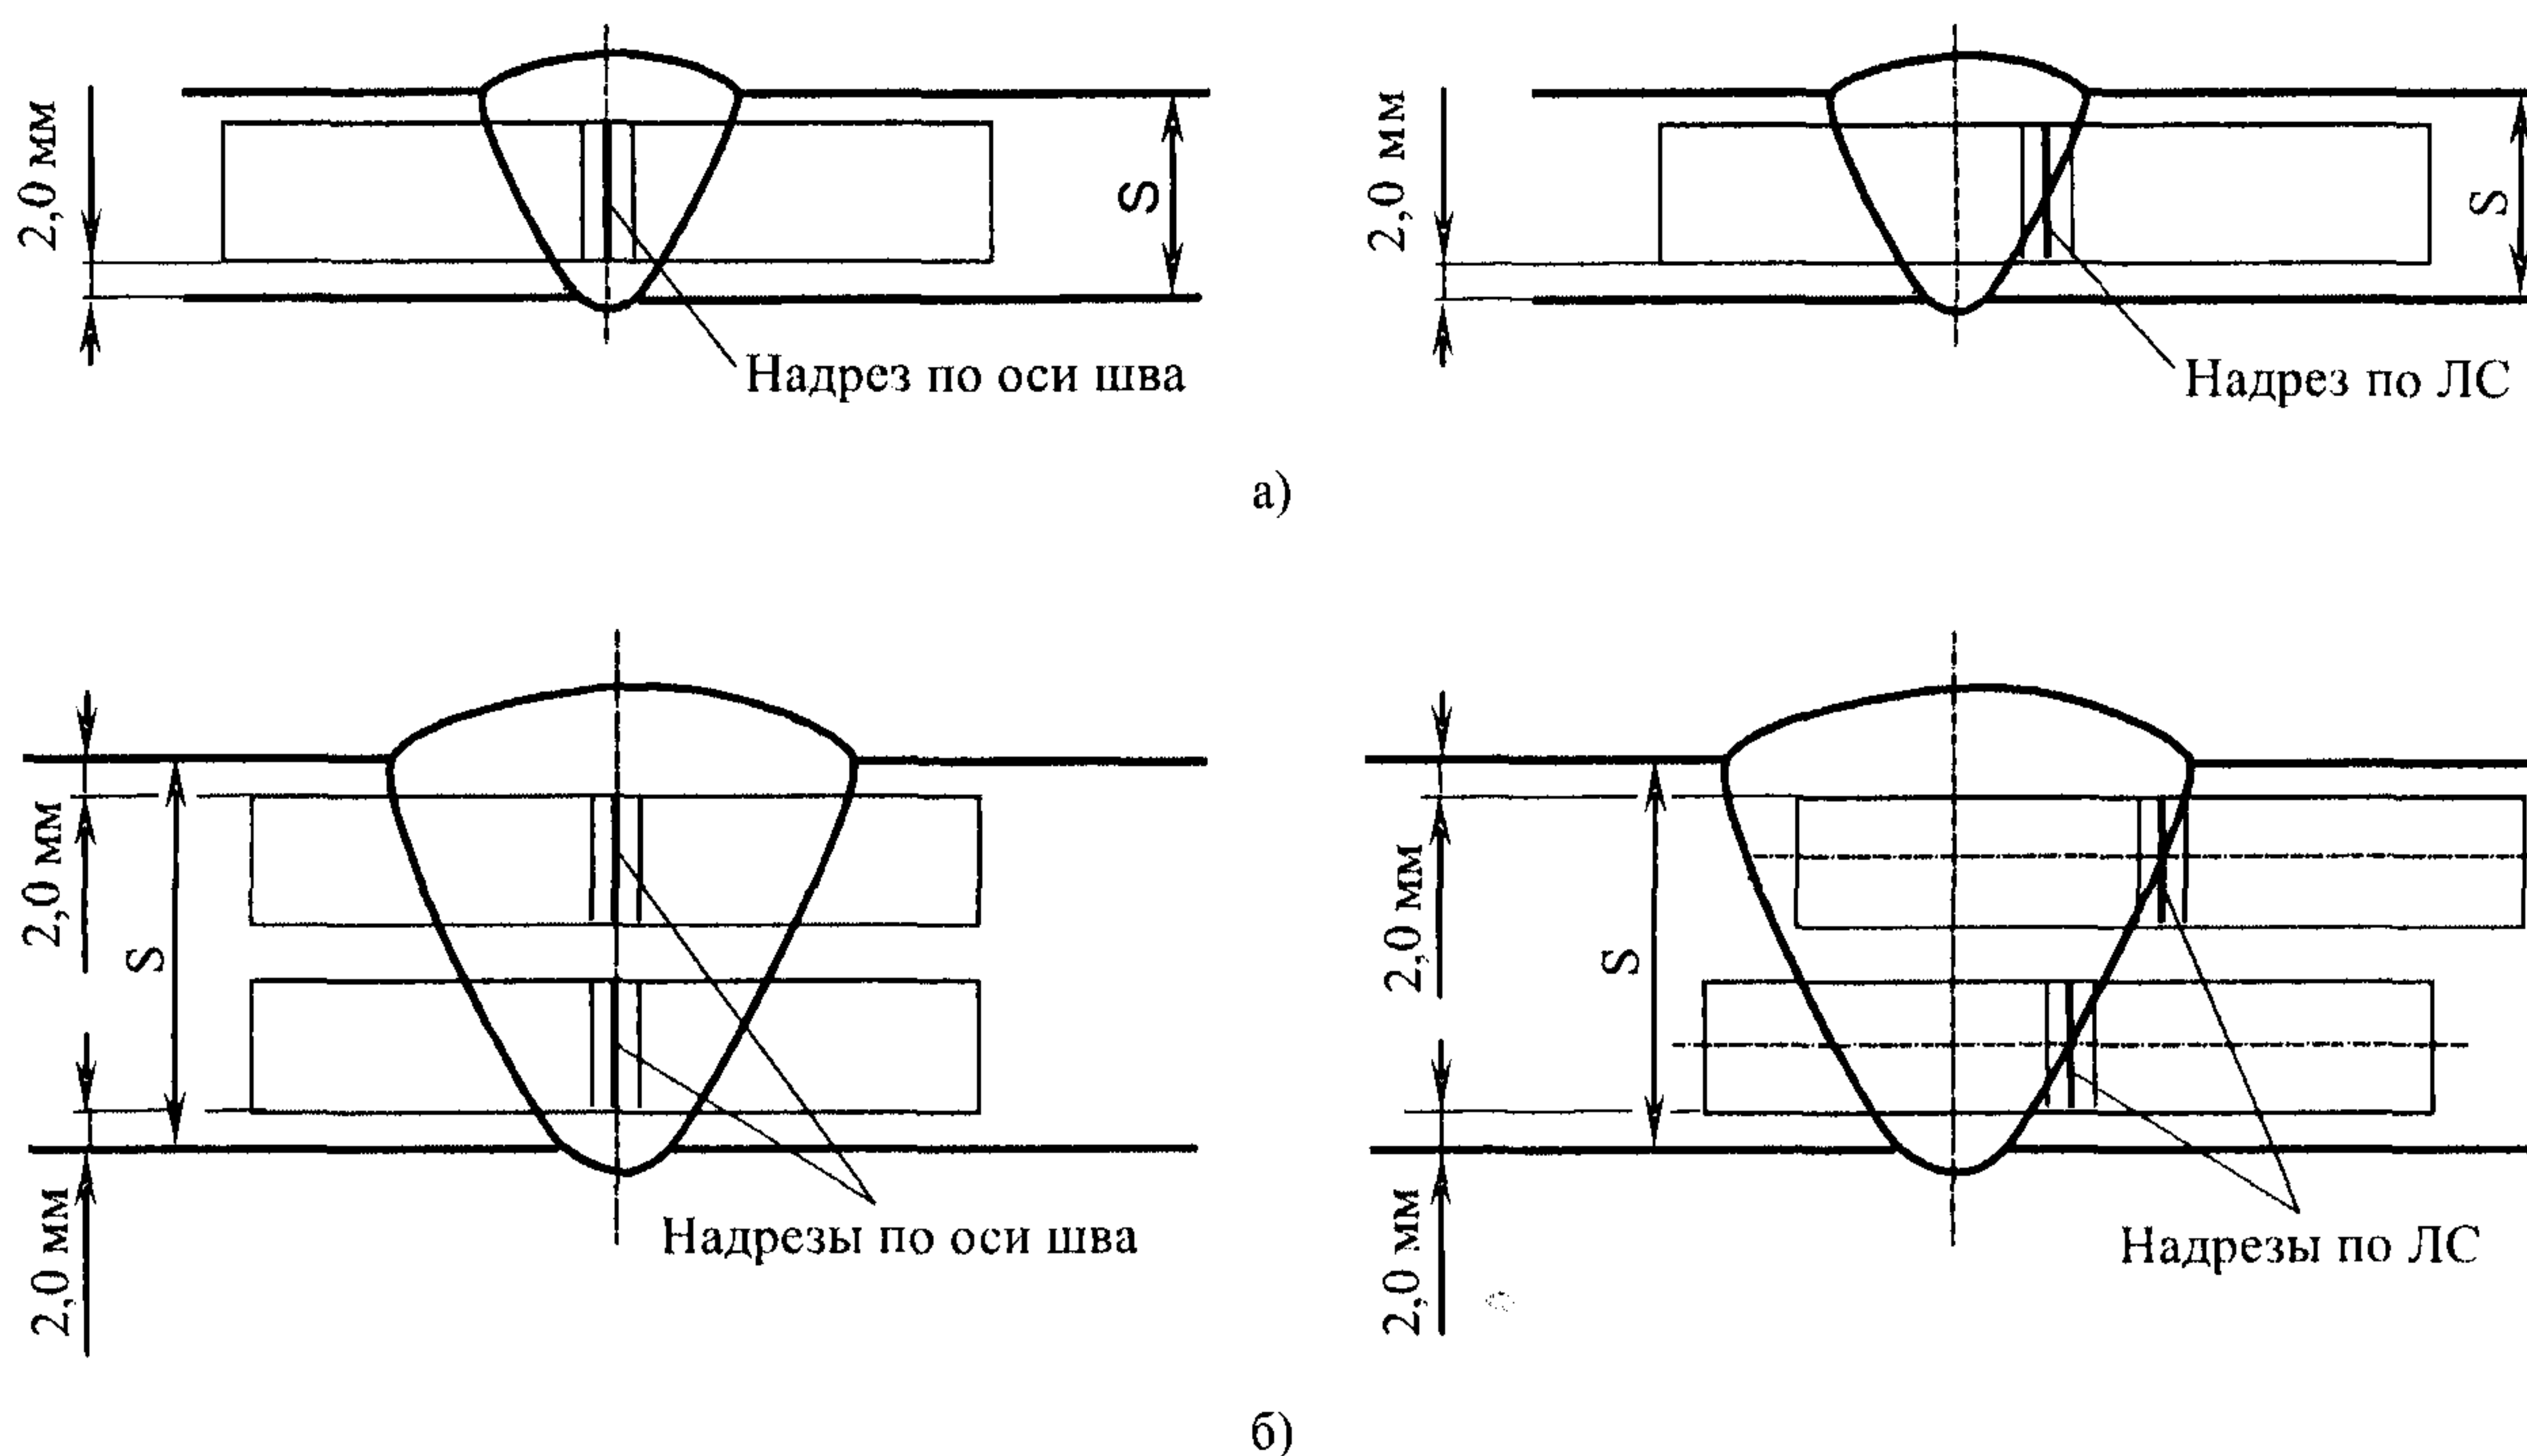 2,0 мм
S
Надрез по оси шва
2,0 мм
S
Надрез по ЛС
а)
2,0 мм
S
2,0 мм
Надрезы по оси шва
2,0 мм
S
2,0 мм
Надрезы по ЛС
б)